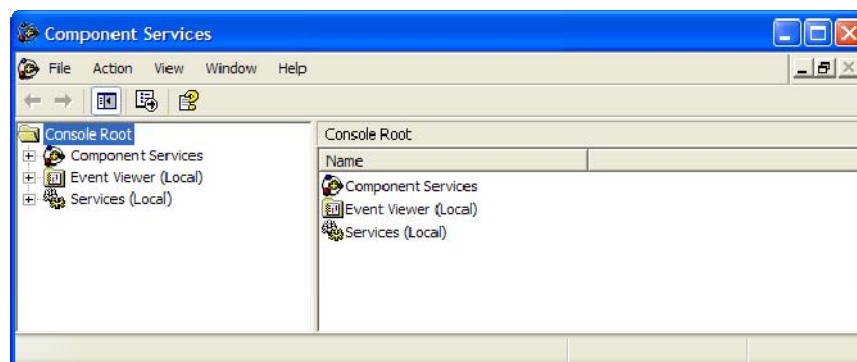 Component Services
File Action View Window Help
Console Root
Component Services
Event Viewer (Local)
Services (Local)
Console Root
Name
Component Services
Event Viewer (Local)
Services (Local)